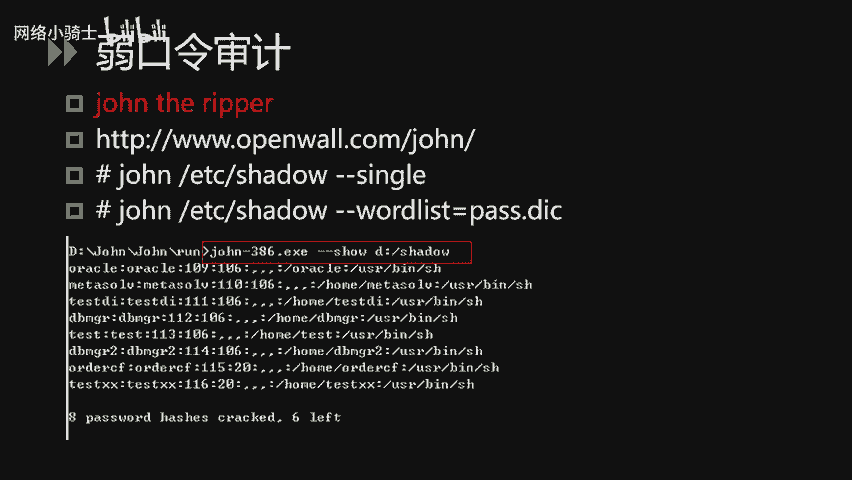 网络小骑士 bilibili
弱口令审计
john the ripper
http://www.openwall.com/john/
# john /etc/shadow --single
# john /etc/shadow --wordlist=pass.dic
D:\John\John\run>john-386.exe --show d:/shadow
oracle:oracle:109:106:,,,:/oracle:/usr/bin/sh
metasolv:metasolv:110:106:,,,:/home/metasolv:/usr/bin/sh
testdi:testdi:111:106:,,,:/home/testdi:/usr/bin/sh
dbmgr:dbmgr:112:106:,,,:/home/dbmgr:/usr/bin/sh
test:test:113:106:,,,:/home/test:/usr/bin/sh
dbmgr2:dbmgr2:114:106:,,,:/home/dbmgr2:/usr/bin/sh
ordercf:ordercf:115:20:,,,:/home/ordercf:/usr/bin/sh
testxx:testxx:116:20:,,,:/home/testxx:/usr/bin/sh
8 password hashes cracked, 6 left